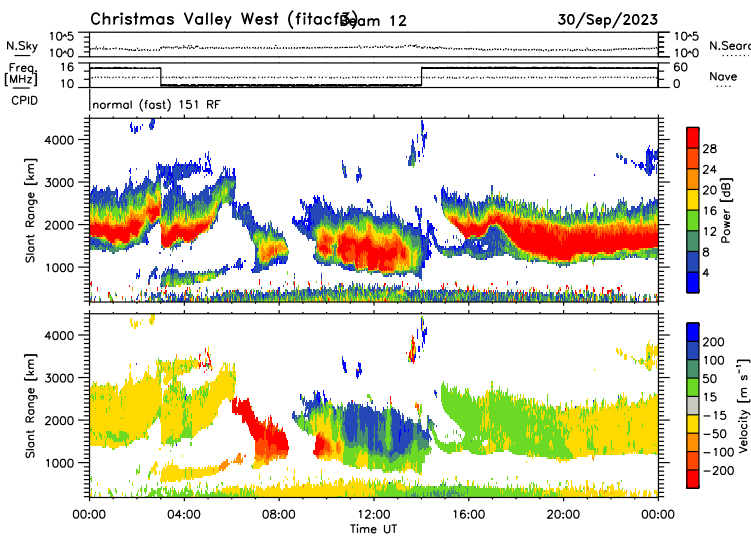 Christmas Valley West (fitacf3) Beam 12 30/Sep/2023
N.Sky 10^5 10^0 10^5 10^0 N.Searc
Freq. [MHz] 16 10 60 0 Nave
CPID normal (fast) 151 RF
Slant Range [km] 4000 3000 2000 1000
Power [dB] 28 24 20 16 12 8 4
Slant Range [km] 4000 3000 2000 1000
Velocity [m s⁻¹] 200 100 50 15 −15 −50 −100 −200
00:00 04:00 08:00 12:00 16:00 20:00 00:00
Time UT